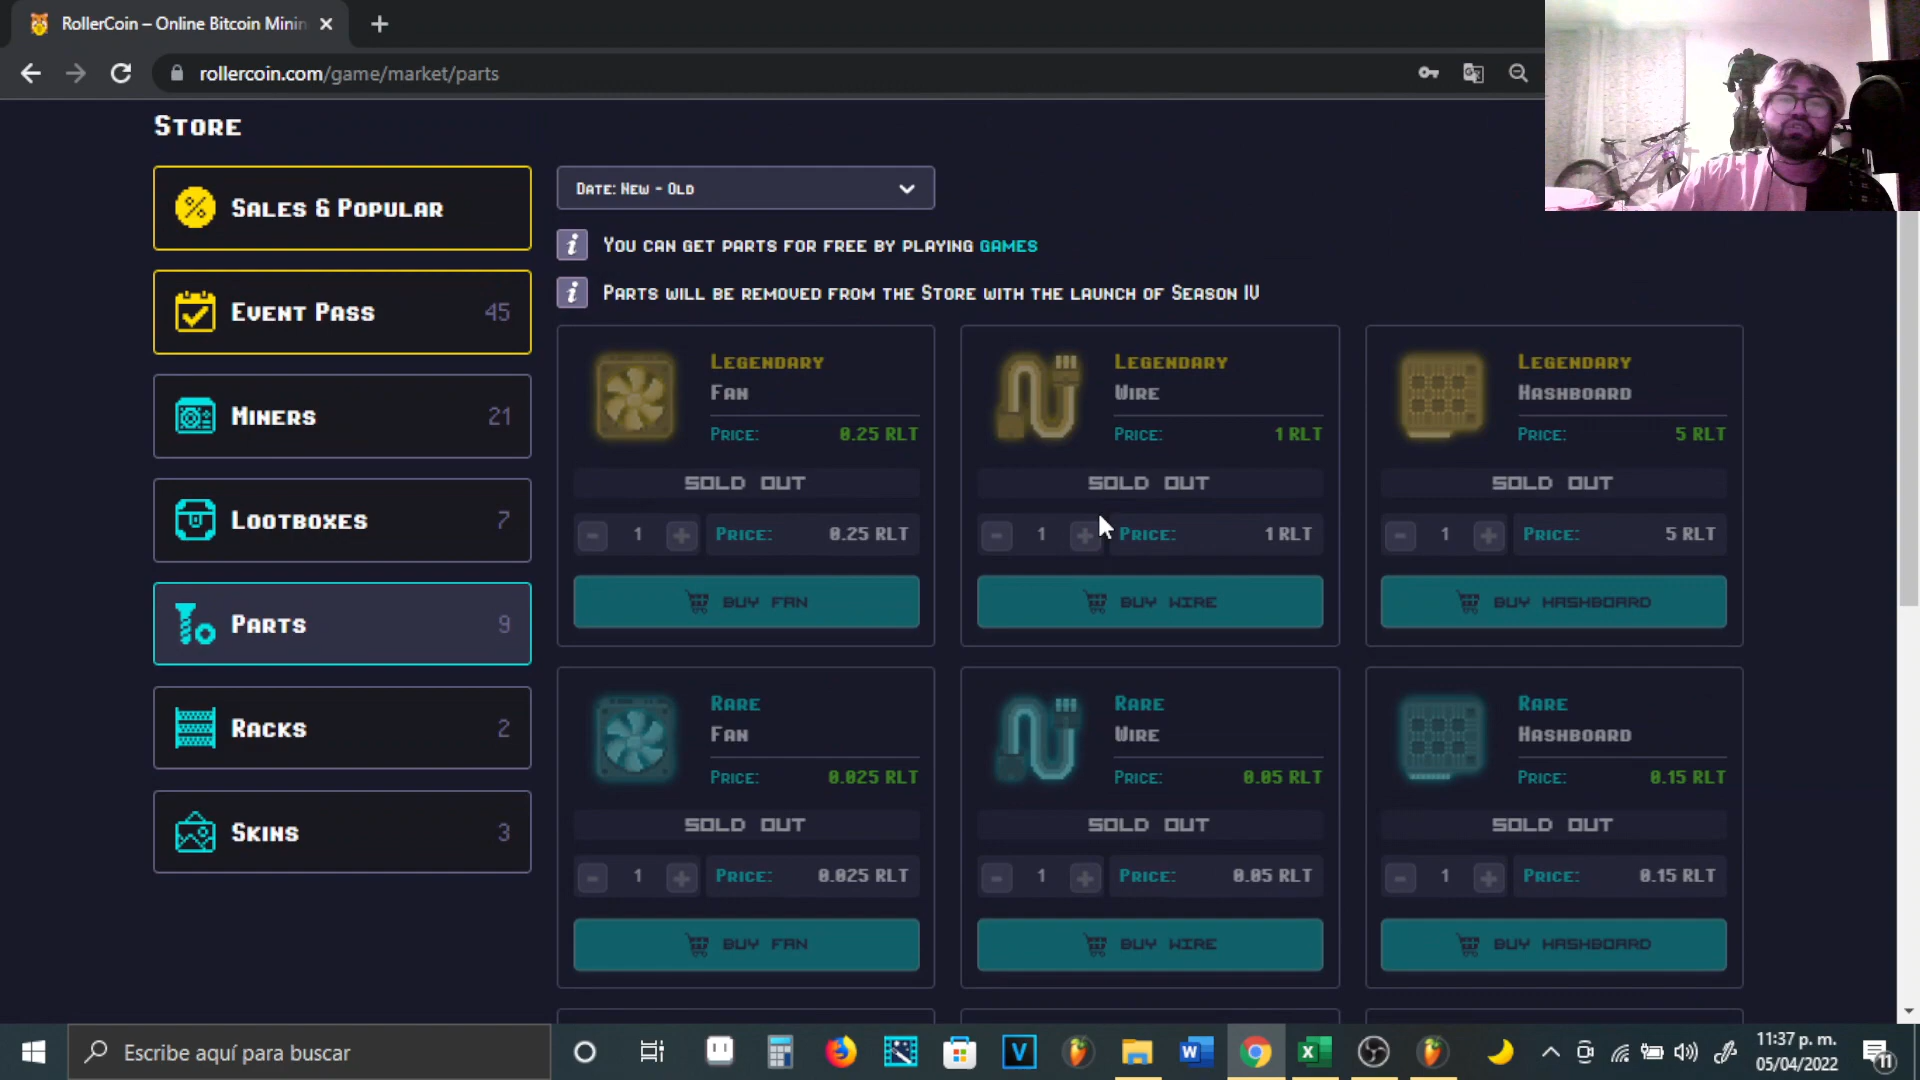 RollerCoin – Online Bitcoin Minin
rollercoin.com/game/market/parts
Store
Sales & Popular
Event Pass 45
Miners 21
Lootboxes 7
Parts 9
Racks 2
Skins 3
Date: New - Old
You can get parts for free by playing games
Parts will be removed from the Store with the launch of Season IV
Legendary
Fan
Price: 0.25 RLT
SOLD OUT
- 1 + Price: 0.25 RLT
BUY FAN
Legendary
Wire
Price: 1 RLT
SOLD OUT
- 1 + Price: 1 RLT
BUY WIRE
Legendary
Hashboard
Price: 5 RLT
SOLD OUT
- 1 + Price: 5 RLT
BUY HASHBOARD
Rare
Fan
Price: 0.025 RLT
SOLD OUT
- 1 + Price: 0.025 RLT
BUY FAN
Rare
Wire
Price: 0.05 RLT
SOLD OUT
- 1 + Price: 0.05 RLT
BUY WIRE
Rare
Hashboard
Price: 0.15 RLT
SOLD OUT
- 1 + Price: 0.15 RLT
BUY HASHBOARD
Escribe aquí para buscar
11:37 p. m.
05/04/2022
11